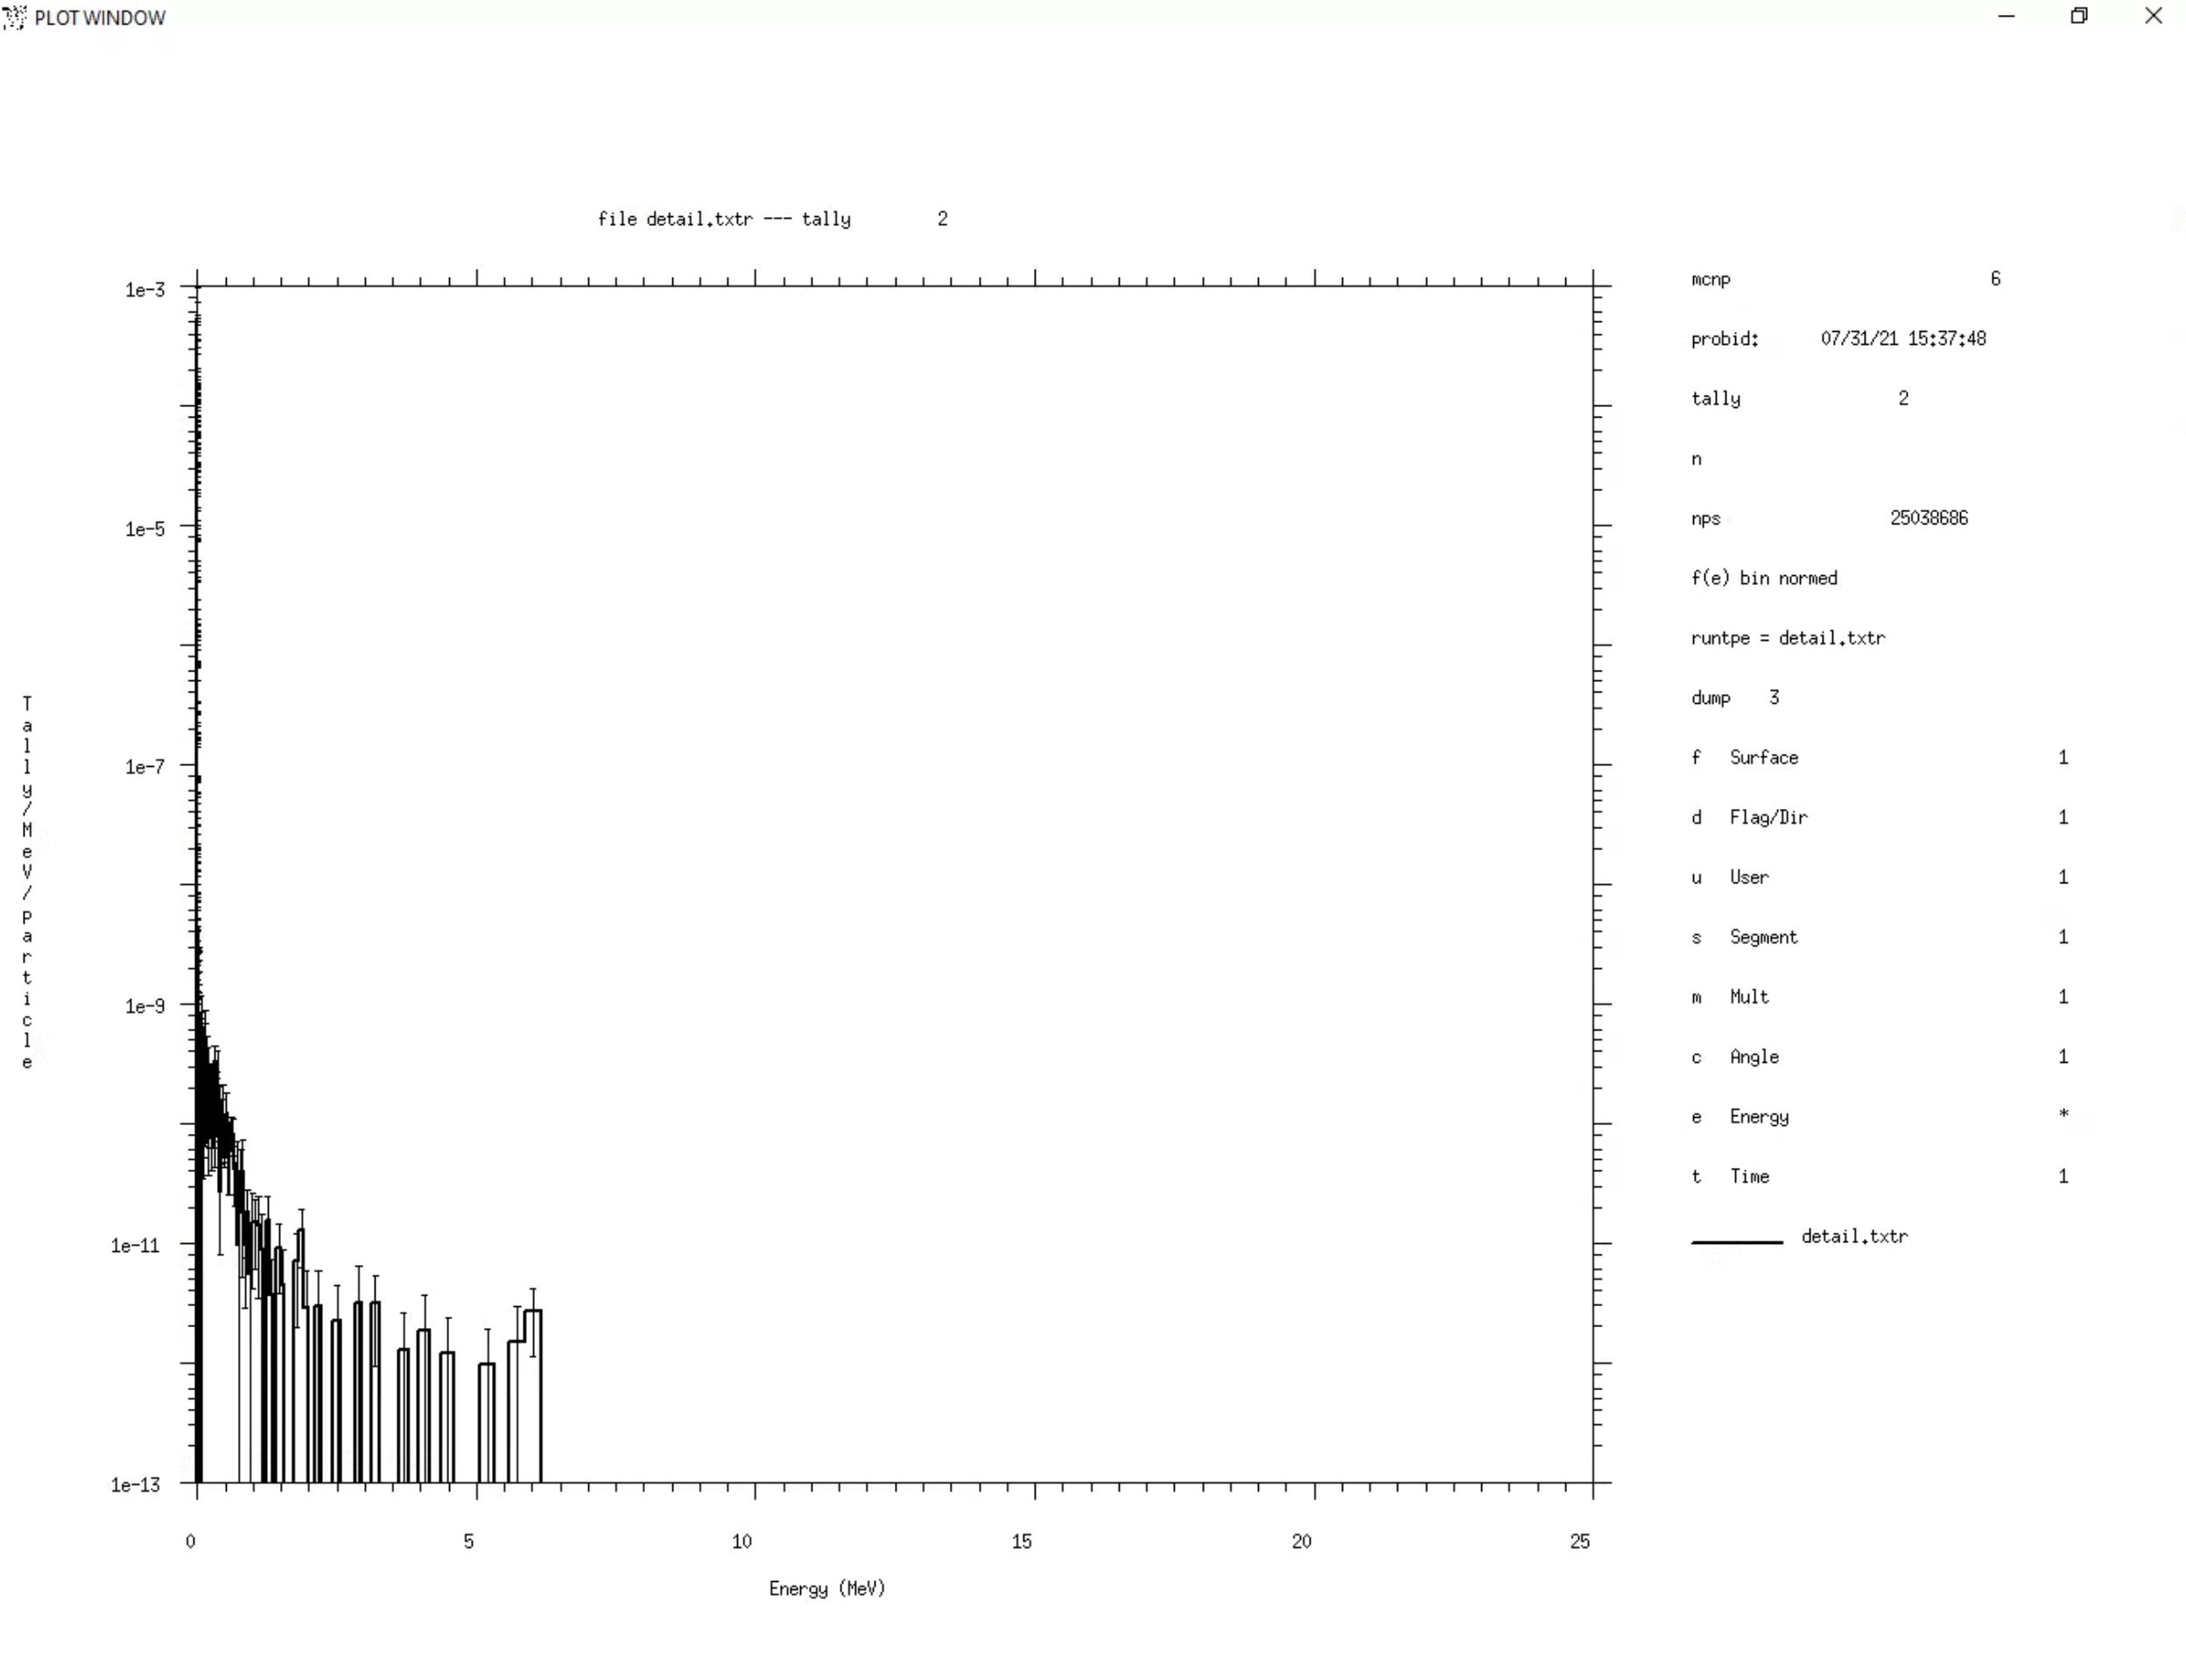 PLOT WINDOW
file detail.txtr --- tally 2
1e-3
1e-5
1e-7
1e-9
1e-11
1e-13
Tally/MeV/particle
0 5 10 15 20 25
Energy (MeV)
mcnp 6
probid: 07/31/21 15:37:48
tally 2
n
nps 25038686
f(e) bin normed
runtpe = detail.txtr
dump 3
f Surface 1
d Flag/Dir 1
u User 1
s Segment 1
m Mult 1
c Angle 1
e Energy *
t Time 1
detail.txtr